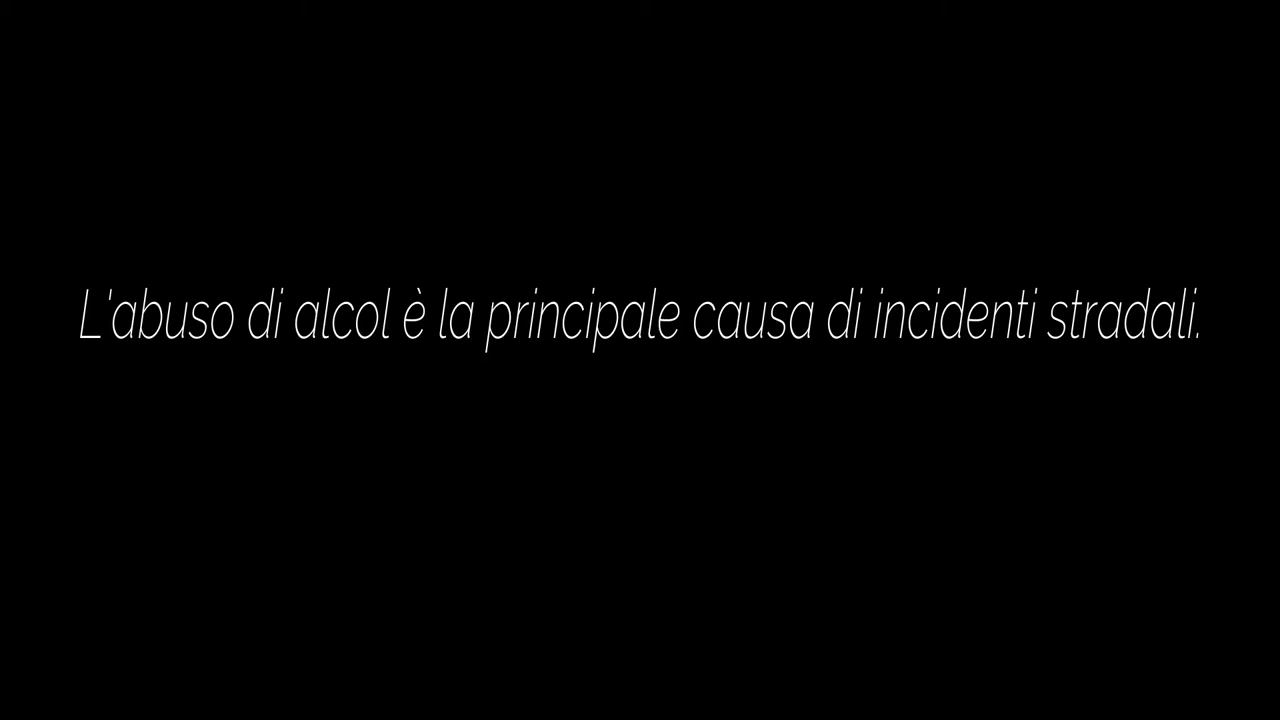 L'abuso di alcol è la principale causa di incidenti stradali.